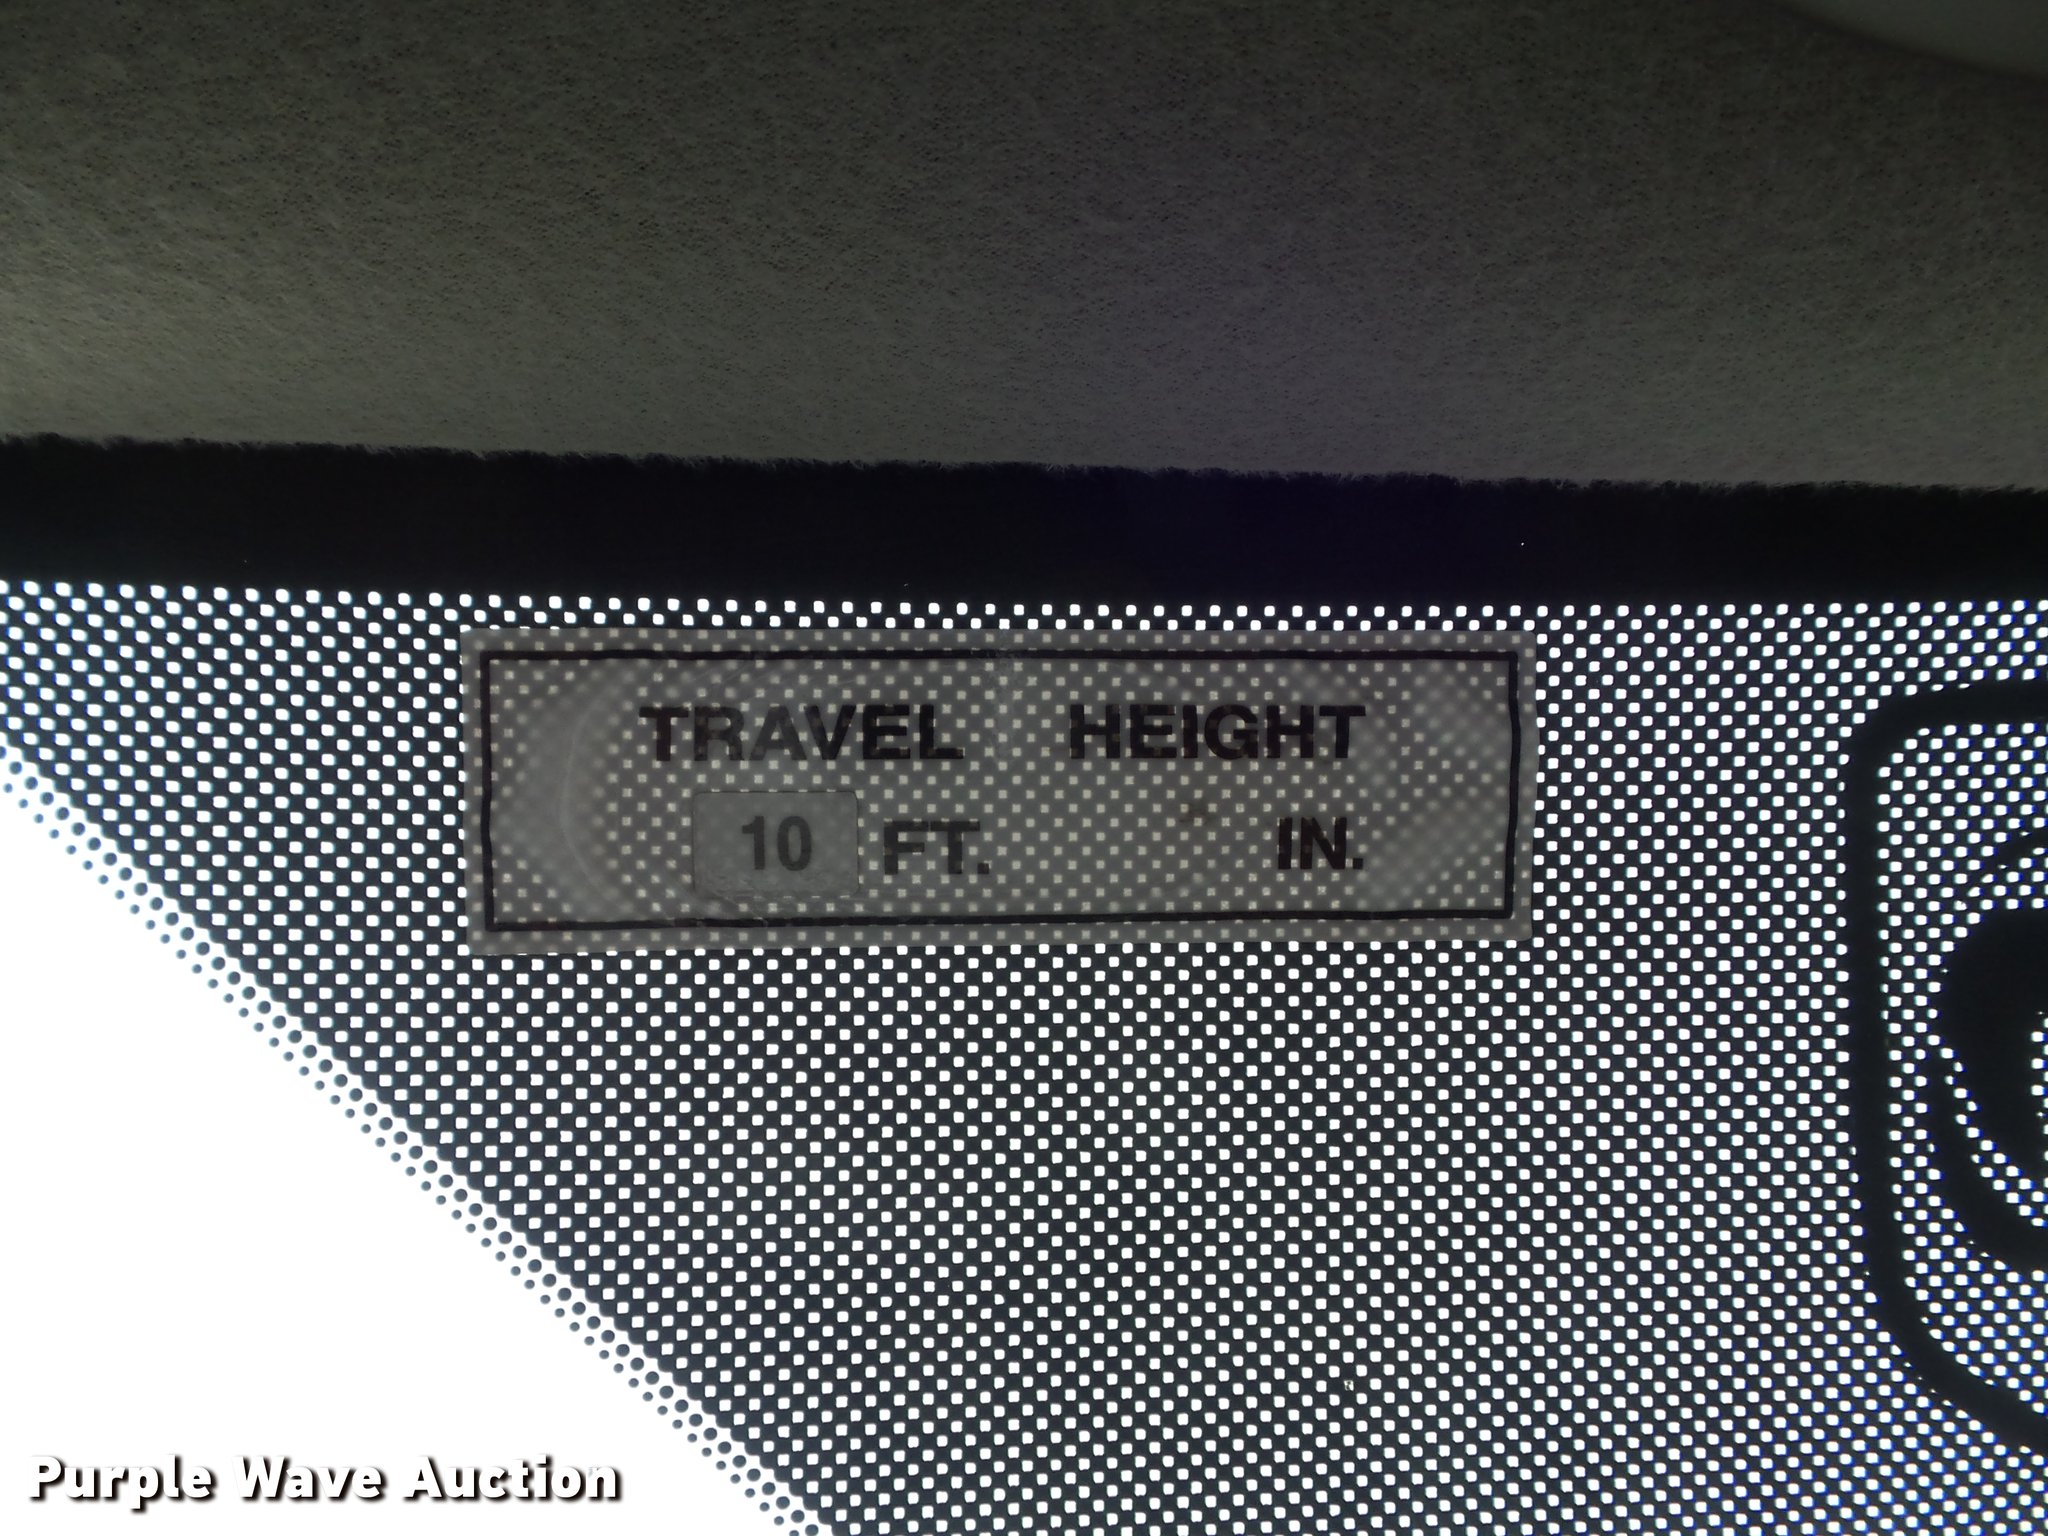 TRAVEL HEIGHT
10 FT. IN.
Purple Wave Auction